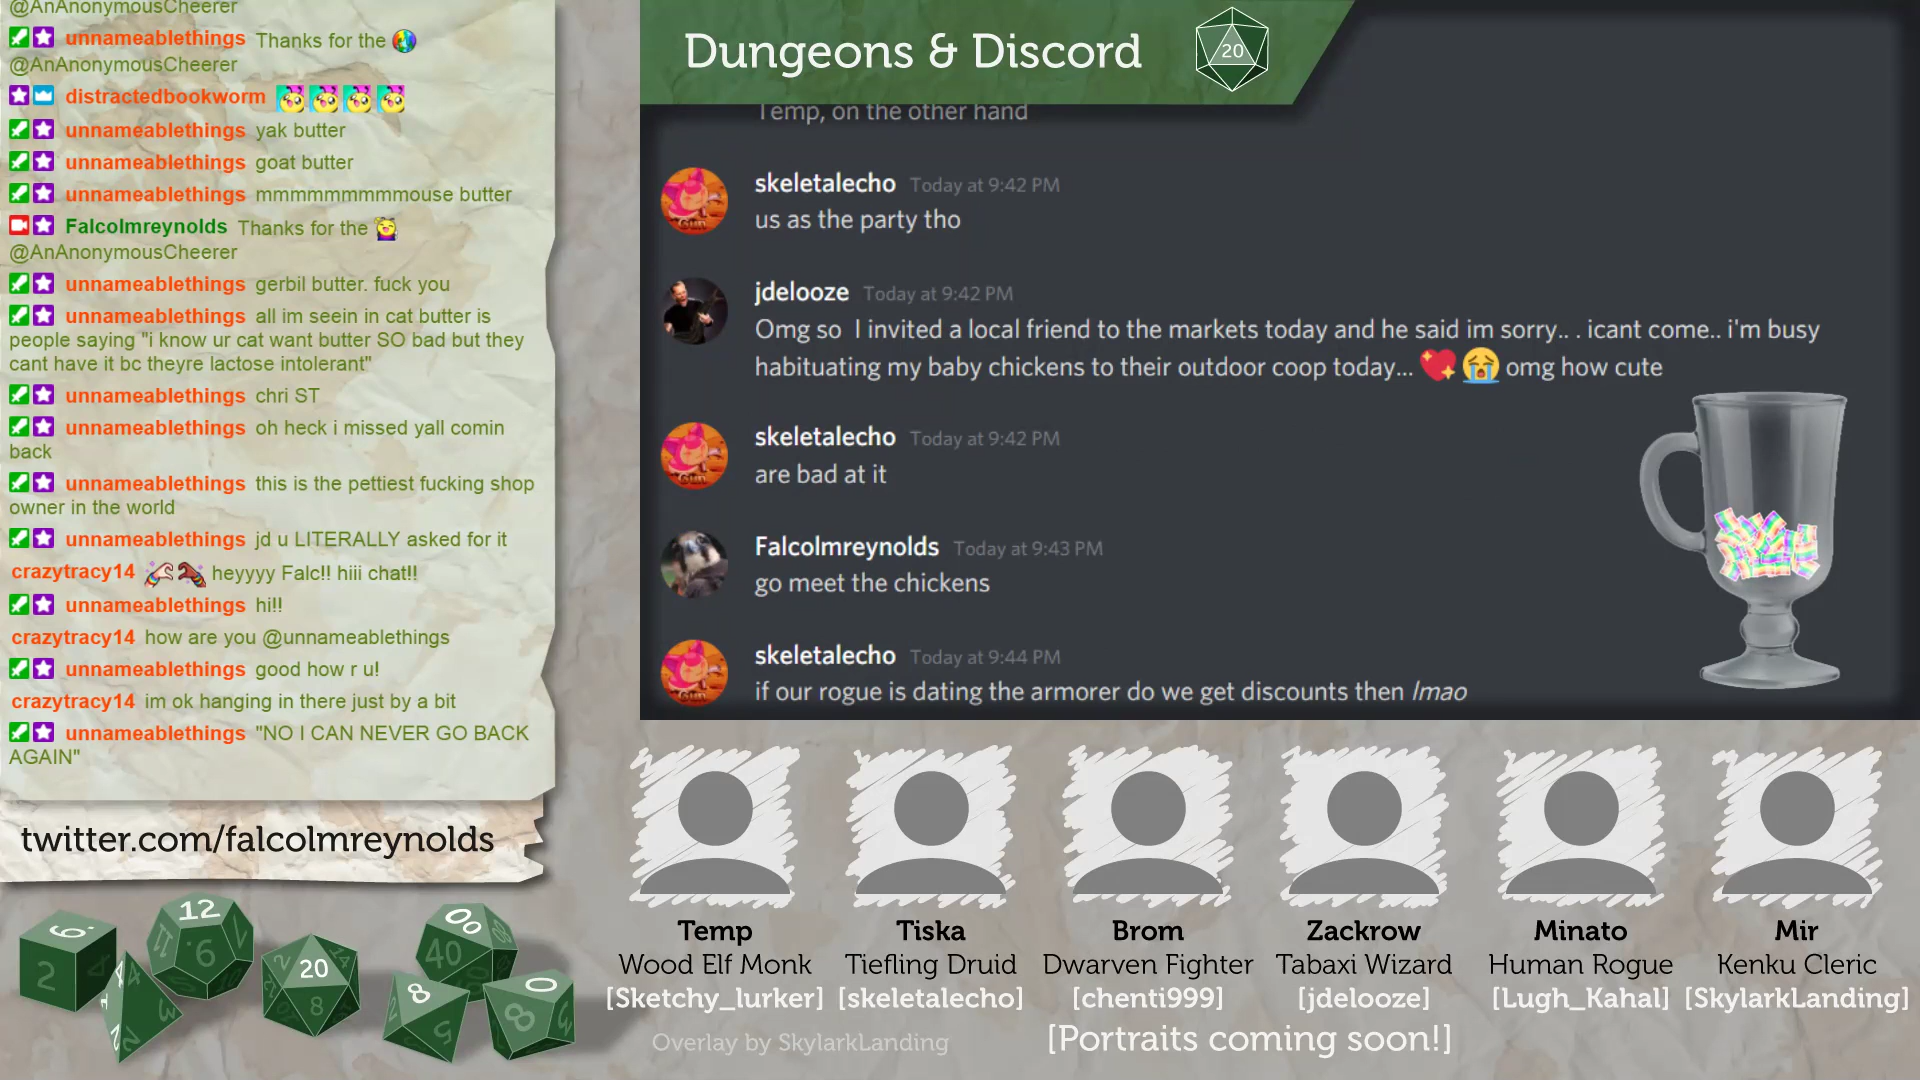 @AnAnonymousCheerer
unnameablethings Thanks for the
@AnAnonymousCheerer
distractedbookworm
unnameablethings yak butter
unnameablethings goat butter
unnameablethings mmmmmmmmmouse butter
Falcolmreynolds Thanks for the
@AnAnonymousCheerer
unnameablethings gerbil butter. fuck you
unnameablethings all im seein in cat butter is
people saying "i know ur cat want butter SO bad but they
cant have it bc theyre lactose intolerant"
unnameablethings chri ST
unnameablethings oh heck i missed yall comin
back
unnameablethings this is the pettiest fucking shop
owner in the world
unnameablethings jd u LITERALLY asked for it
crazytracy14 heyyyy Falc!! hiii chat!!
unnameablethings hi!!
crazytracy14 how are you @unnameablethings
unnameablethings good how r u!
crazytracy14 im ok hanging in there just by a bit
unnameablethings "NO I CAN NEVER GO BACK
AGAIN"
twitter.com/falcolmreynolds
Dungeons & Discord
20
Temp, on the other hand
skeletalecho Today at 9:42 PM
us as the party tho
jdelooze Today at 9:42 PM
Omg so I invited a local friend to the markets today and he said im sorry.. . icant come.. i'm busy
habituating my baby chickens to their outdoor coop today... 💖😭 omg how cute
skeletalecho Today at 9:42 PM
are bad at it
Falcolmreynolds Today at 9:43 PM
go meet the chickens
skeletalecho Today at 9:44 PM
if our rogue is dating the armorer do we get discounts then lmao
Temp
Wood Elf Monk
[Sketchy_lurker]
Tiska
Tiefling Druid
[skeletalecho]
Brom
Dwarven Fighter
[chenti999]
Zackrow
Tabaxi Wizard
[jdelooze]
Minato
Human Rogue
[Lugh_Kahal]
Mir
Kenku Cleric
[SkylarkLanding]
Overlay by SkylarkLanding
[Portraits coming soon!]
12
20
00
40
8
0
8
2